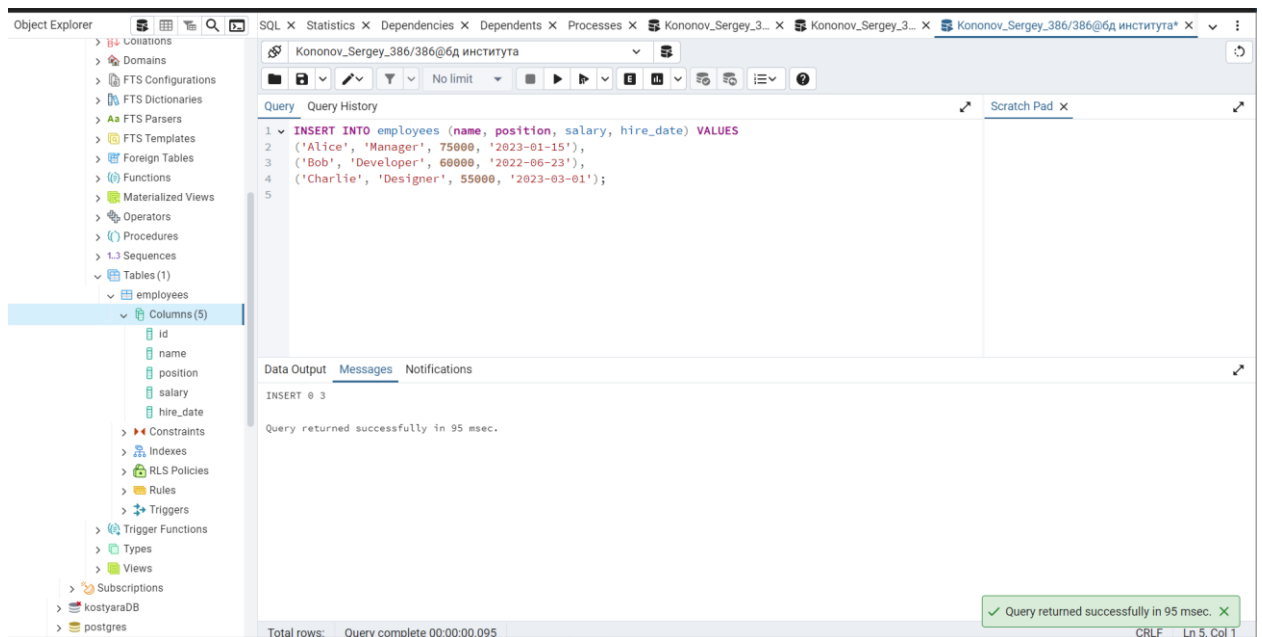 Object Explorer
SQL Statistics Dependencies Dependents Processes Kononov_Sergey_3... Kononov_Sergey_3... Kononov_Sergey_386/386@бд института*
Collations
Domains
FTS Configurations
FTS Dictionaries
Aa FTS Parsers
FTS Templates
Foreign Tables
Functions
Materialized Views
Operators
Procedures
1..3 Sequences
Tables (1)
employees
Columns (5)
id
name
position
salary
hire_date
Constraints
Indexes
RLS Policies
Rules
Triggers
Trigger Functions
Types
Views
Subscriptions
kostyaraDB
postgres
Kononov_Sergey_386/386@бд института
No limit
E
Query Query History
Scratch Pad
1 INSERT INTO employees (name, position, salary, hire_date) VALUES
2 ('Alice', 'Manager', 75000, '2023-01-15'),
3 ('Bob', 'Developer', 60000, '2022-06-23'),
4 ('Charlie', 'Designer', 55000, '2023-03-01');
5
Data Output Messages Notifications
INSERT 0 3
Query returned successfully in 95 msec.
Query returned successfully in 95 msec.
Total rows: Query complete 00:00:00.095 CRLF Ln 5, Col 1